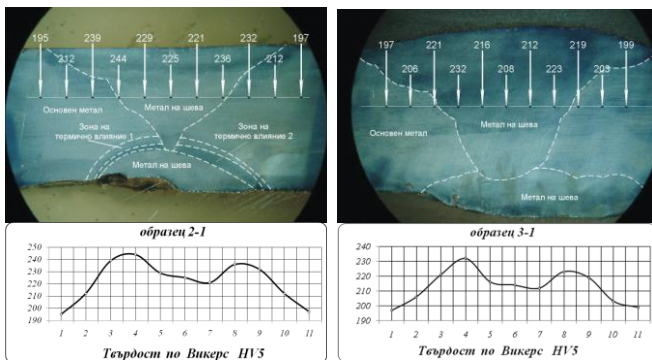 195 239 229 221 232 197
212 244 225 236 212
Основен метал
Метал на шева
Зона на
термично влияние 1
Зона на
термично влияние 2
Метал на шева
образец 2-1
250
240
230
220
210
200
190
1 2 3 4 5 6 7 8 9 10 11
Твърдост по Викерс HV5
197 221 216 212 219 199
206 232 208 223 203
Метал на шева
Основен метал
Метал на шева
образец 3-1
240
230
220
210
200
190
1 2 3 4 5 6 7 8 9 10 11
Твърдост по Викерс HV5